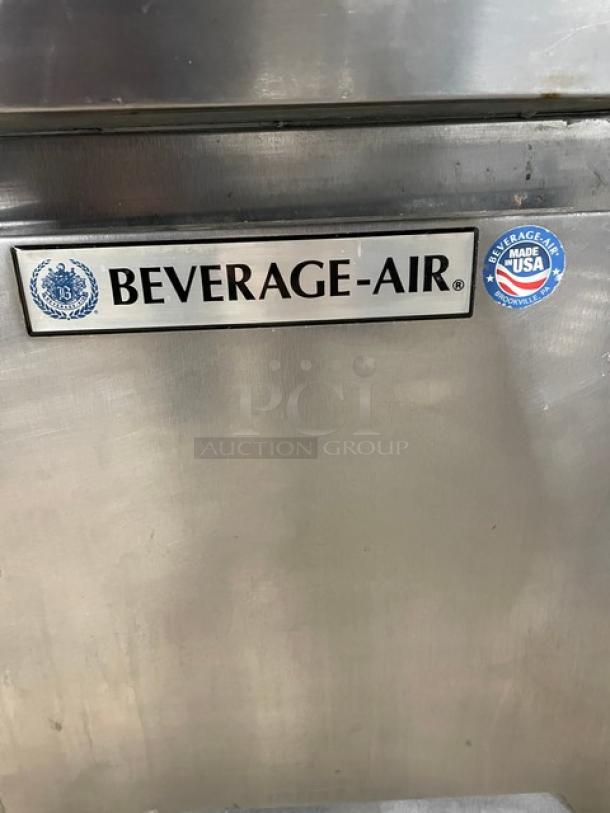 BEVERAGE-AIR®
BEVERAGE-AIR®
MADE
IN USA
BROOKVILLE, PA
PCI
AUCTION GROUP